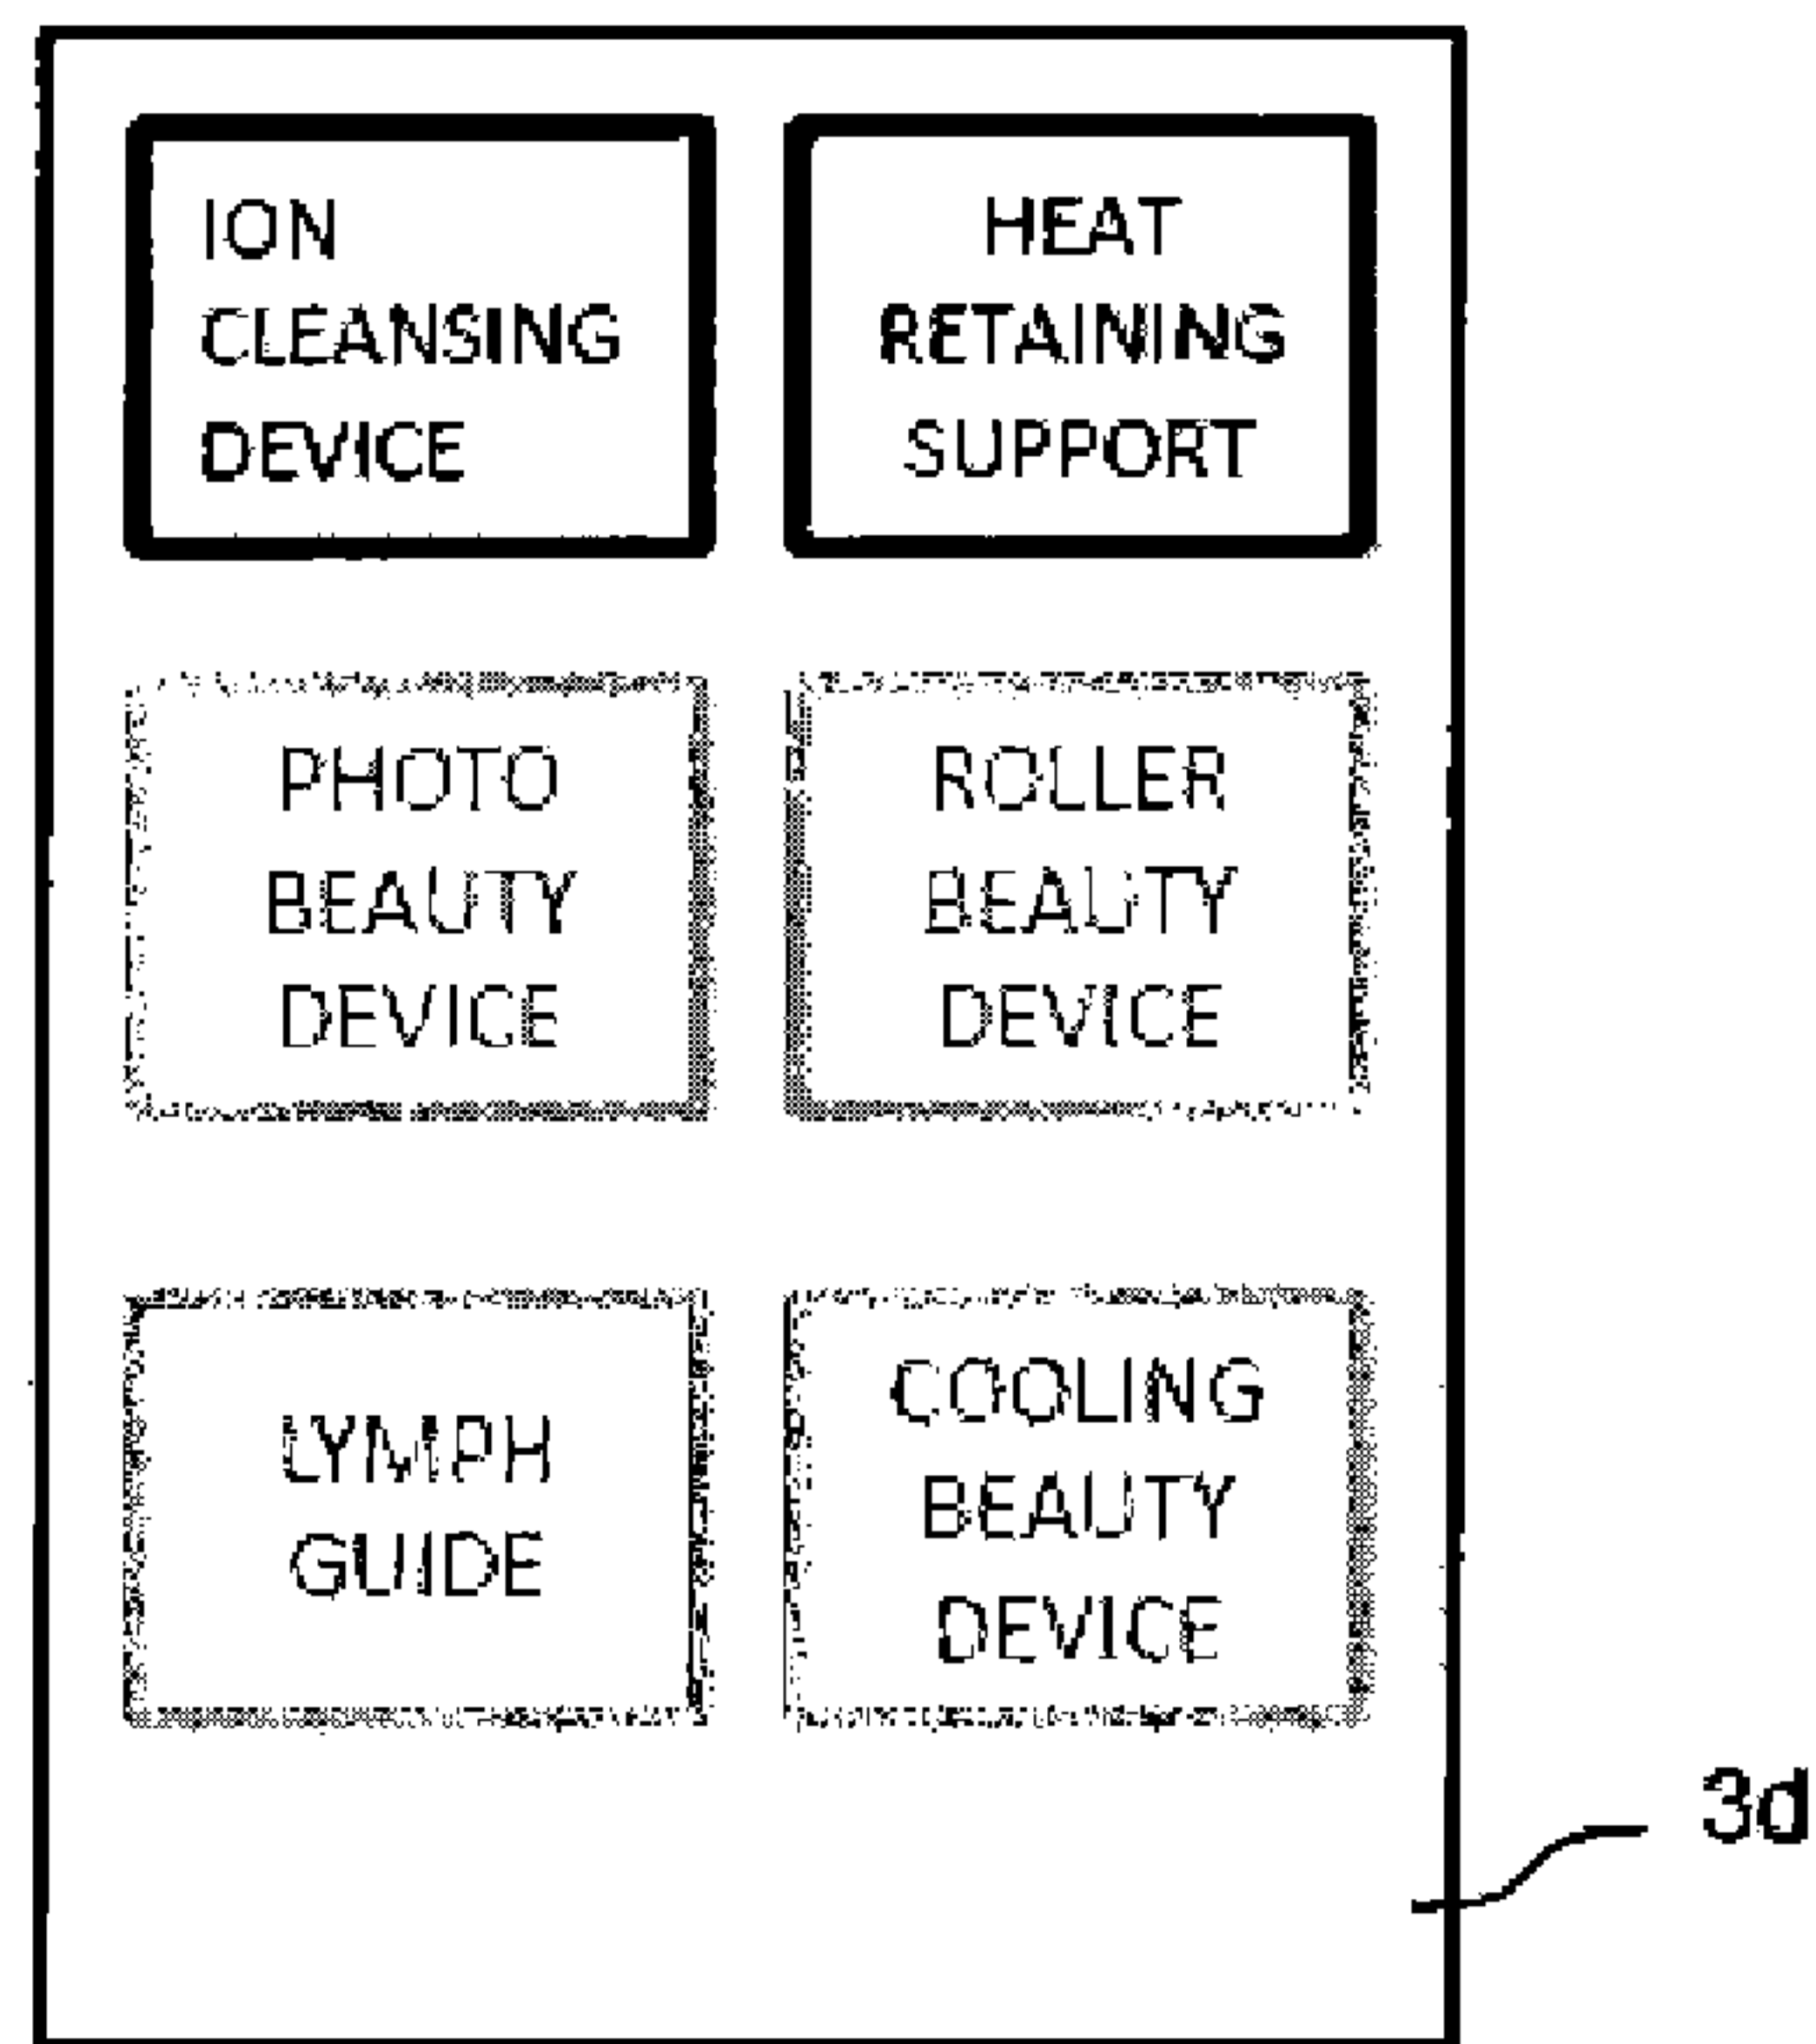 ION
CLEANSING
DEVICE
HEAT
RETAINING
SUPPORT
PHOTO
BEAUTY
DEVICE
ROLLER
BEAUTY
DEVICE
LYMPH
GUIDE
COOLING
BEAUTY
DEVICE
3d